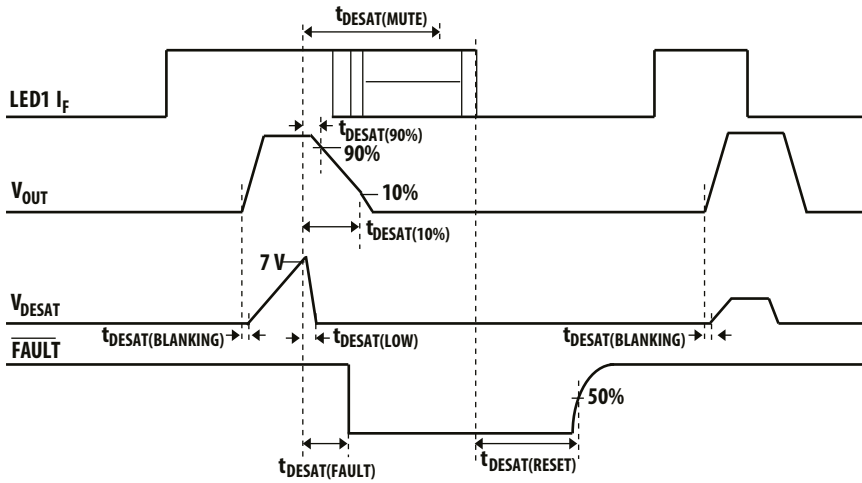 tDESAT(MUTE)
LED1 IF
tDESAT(90%)
90%
VOUT
10%
tDESAT(10%)
7 V
VDESAT
tDESAT(BLANKING)
tDESAT(LOW)
tDESAT(BLANKING)
FAULT
50%
tDESAT(FAULT)
tDESAT(RESET)